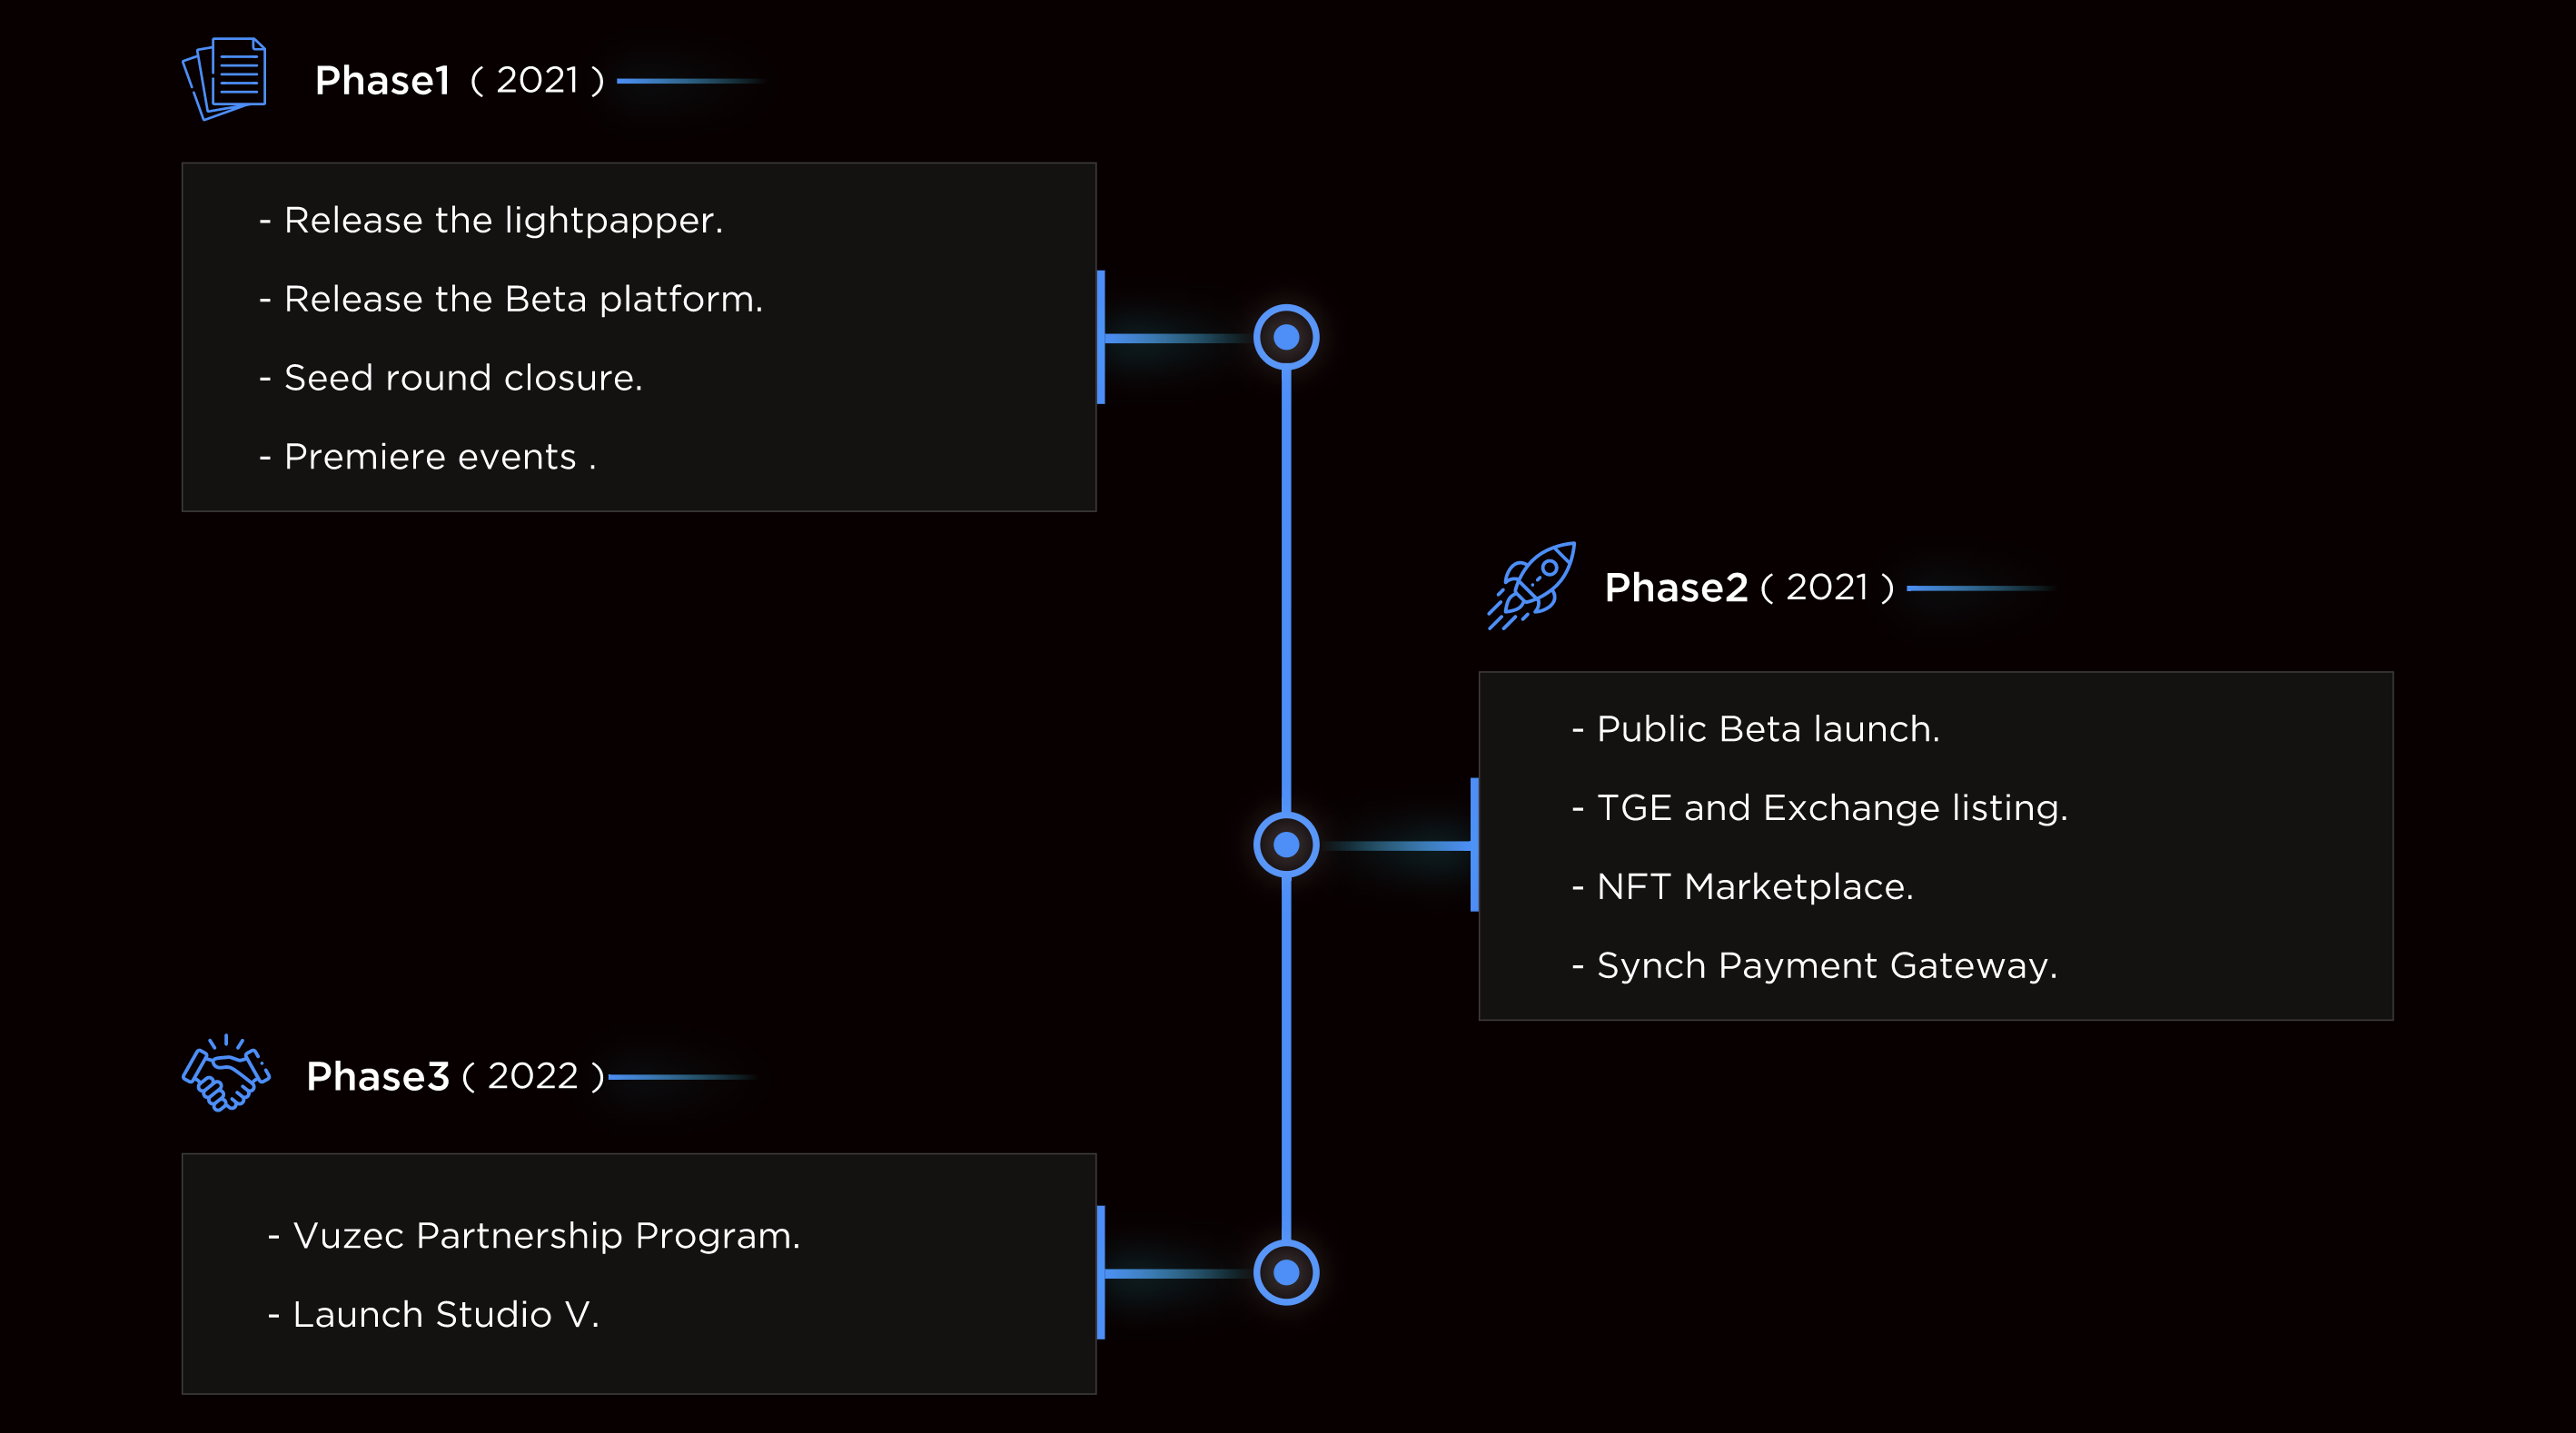 Phase1 ( 2021 )
- Release the lightpapper.
- Release the Beta platform.
- Seed round closure.
- Premiere events .
Phase2 ( 2021 )
- Public Beta launch.
- TGE and Exchange listing.
- NFT Marketplace.
- Synch Payment Gateway.
Phase3 ( 2022 )
- Vuzec Partnership Program.
- Launch Studio V.